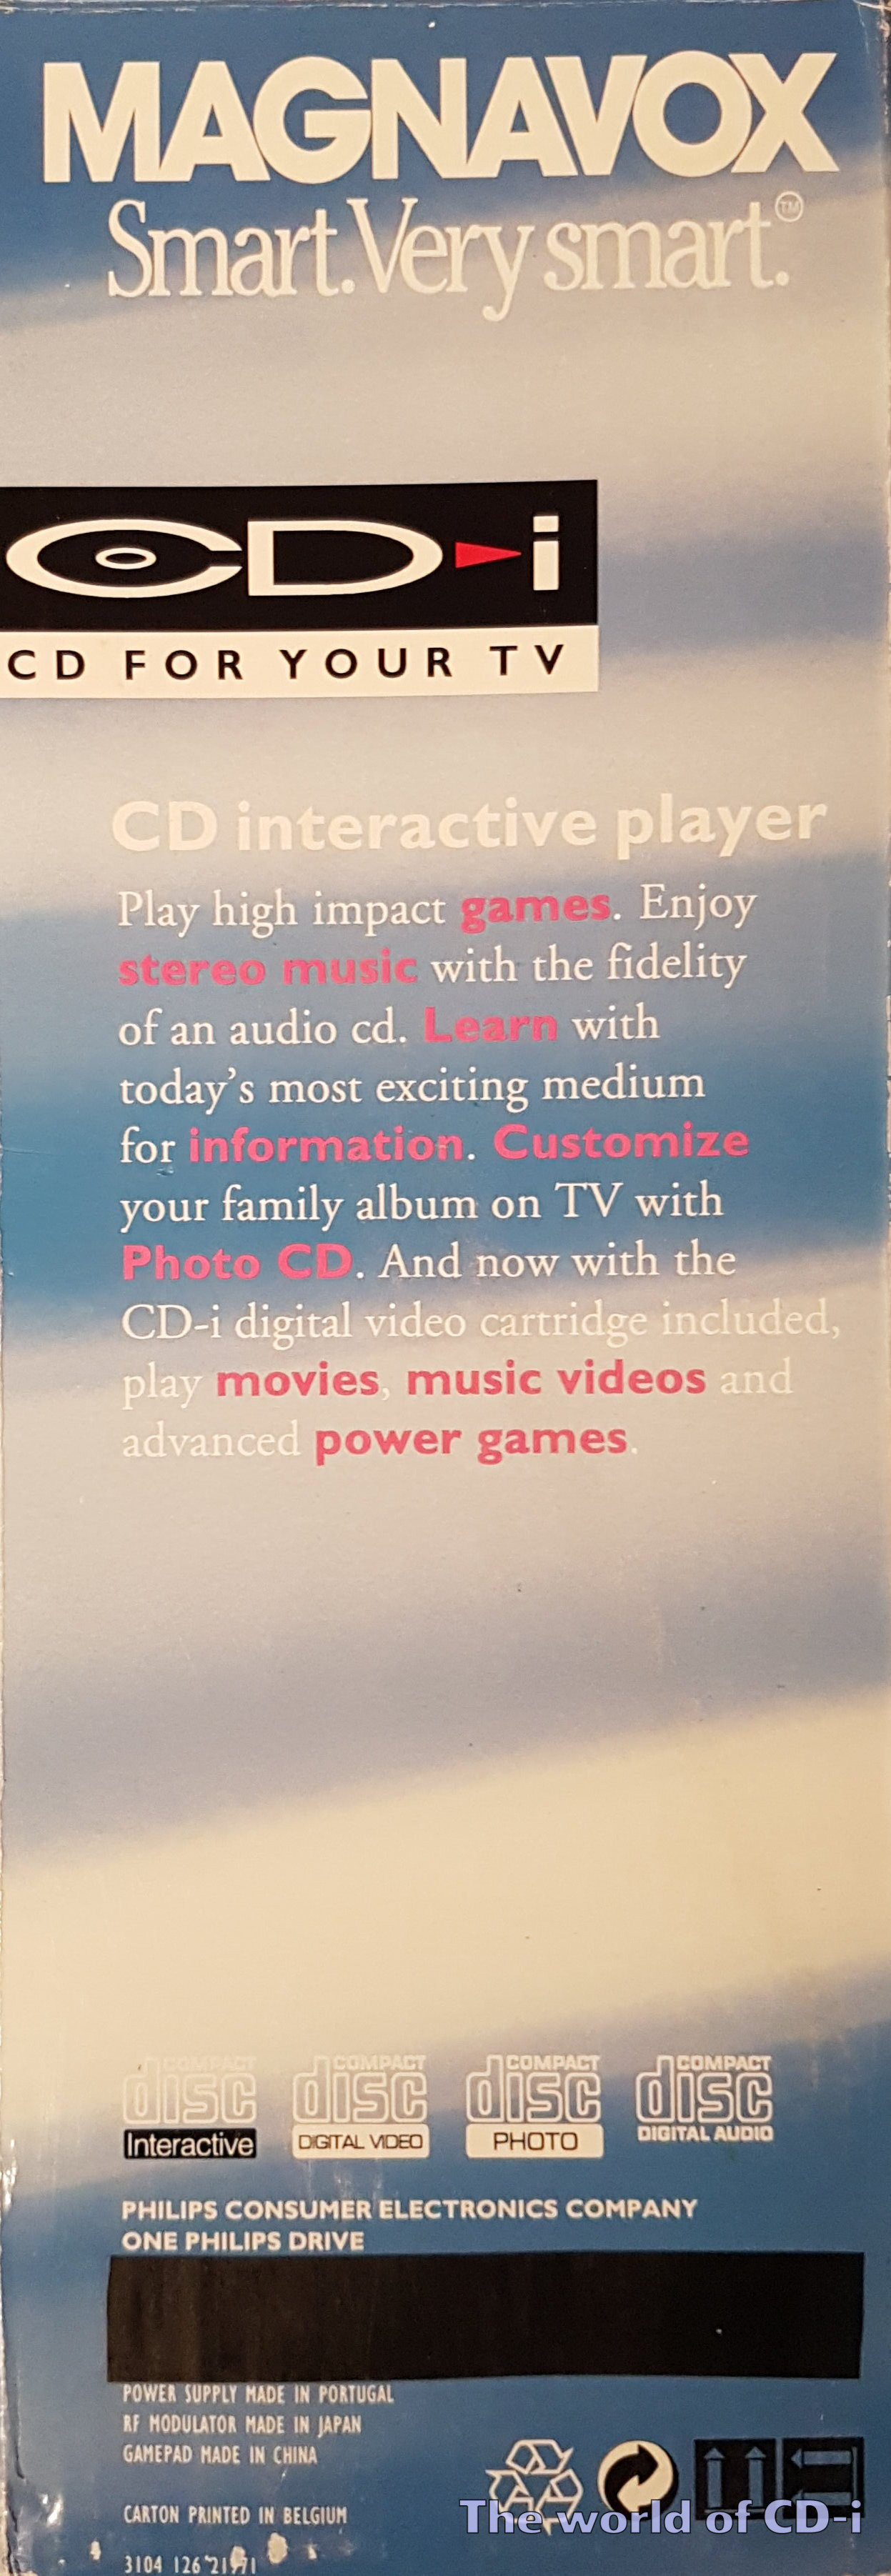 MAGNAVOX
Smart. Very smart.™
CD-i
CD FOR YOUR TV
CD interactive player
Play high impact games. Enjoy
stereo music with the fidelity
of an audio cd. Learn with
today's most exciting medium
for information. Customize
your family album on TV with
Photo CD. And now with the
CD-i digital video cartridge included,
play movies, music videos and
advanced power games.
COMPACT disc Interactive
COMPACT disc DIGITAL VIDEO
COMPACT disc PHOTO
COMPACT disc DIGITAL AUDIO
PHILIPS CONSUMER ELECTRONICS COMPANY
ONE PHILIPS DRIVE
POWER SUPPLY MADE IN PORTUGAL
RF MODULATOR MADE IN JAPAN
GAMEPAD MADE IN CHINA
CARTON PRINTED IN BELGIUM
The world of CD-i
3104 126